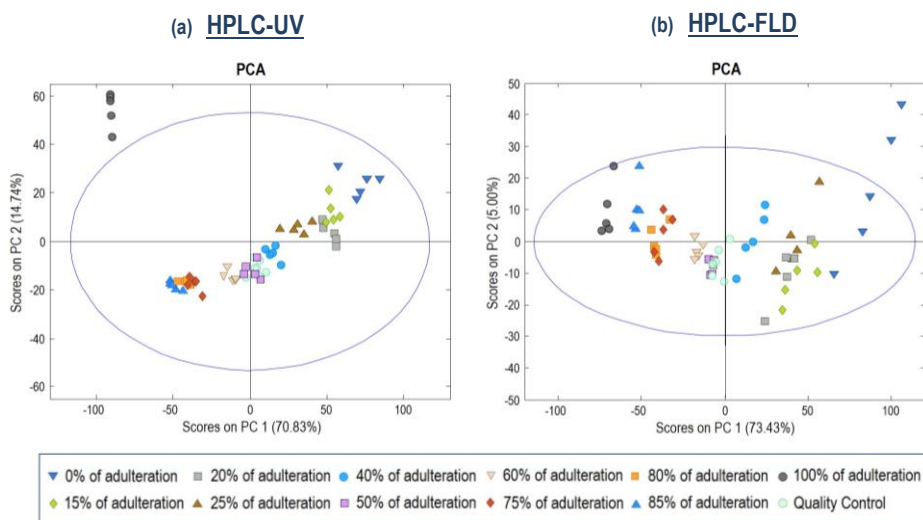 (a) HPLC-UV
(b) HPLC-FLD
PCA
60
40
20
0
-20
-40
-60
Scores on PC 2 (14.74%)
-100
-50
0
50
100
Scores on PC 1 (70.83%)
PCA
50
40
30
20
10
0
-10
-20
-30
-40
-50
Scores on PC 2 (5.00%)
-100
-50
0
50
100
Scores on PC 1 (73.43%)
0% of adulteration 20% of adulteration 40% of adulteration 60% of adulteration 80% of adulteration 100% of adulteration
15% of adulteration 25% of adulteration 50% of adulteration 75% of adulteration 85% of adulteration Quality Control